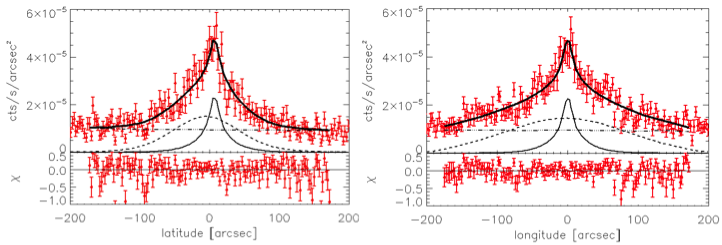 6×10⁻⁵
4×10⁻⁵
2×10⁻⁵
0
cts/s/arcsec²
0.5
0.0
−0.5
−1.0
χ
−200 −100 0 100 200
latitude [arcsec]
6×10⁻⁵
4×10⁻⁵
2×10⁻⁵
0
cts/s/arcsec²
0.5
0.0
−0.5
−1.0
χ
−200 −100 0 100 200
longitude [arcsec]